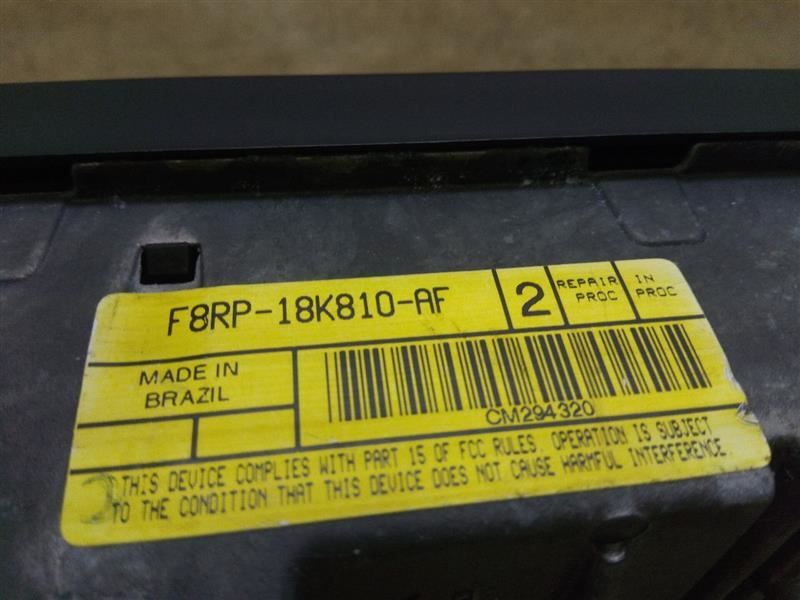 F8RP-18K810-AF
2
REPAIR
PROC
IN
PROC
MADE IN
BRAZIL
CM294320
THIS DEVICE COMPLIES WITH PART 15 OF FCC RULES. OPERATION IS SUBJECT
TO THE CONDITION THAT THIS DEVICE DOES NOT CAUSE HARMFUL INTERFERENCE.